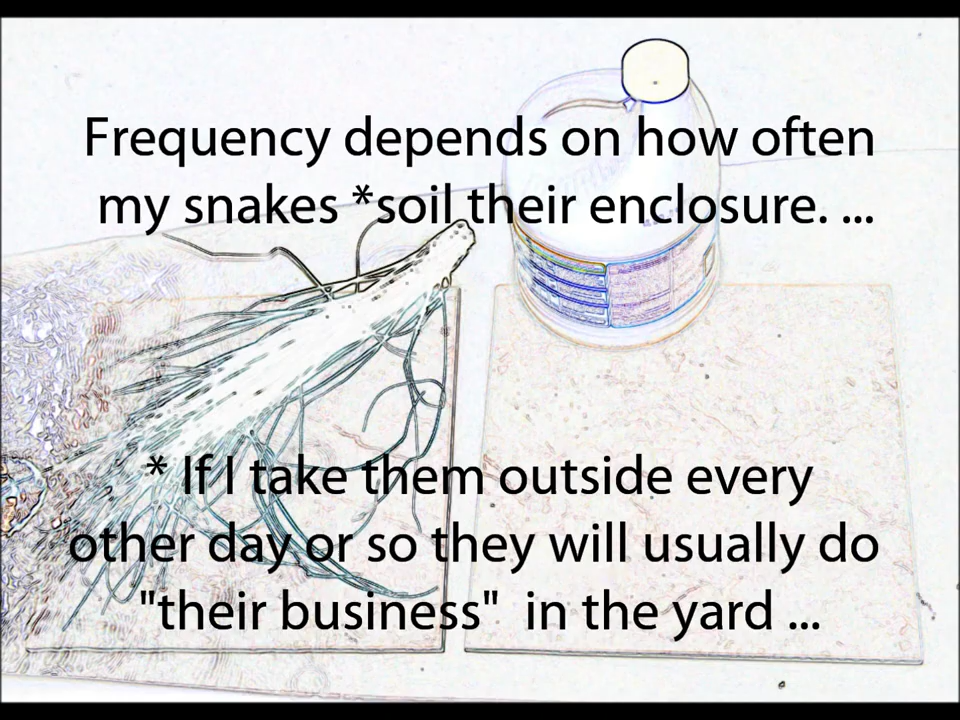 Frequency depends on how often
my snakes *soil their enclosure. ...
* If I take them outside every
other day or so they will usually do
"their business" in the yard ...